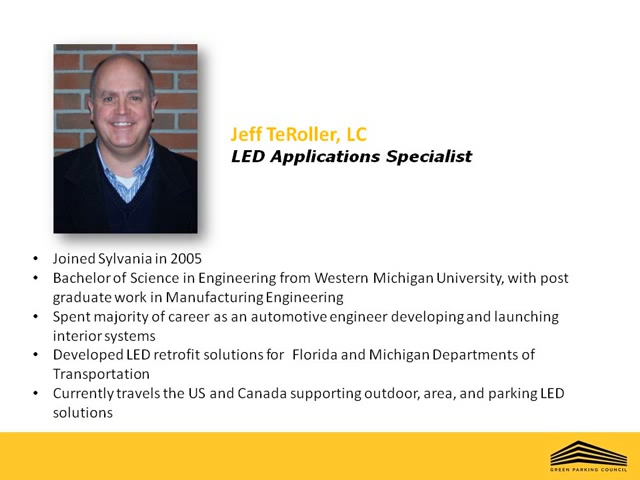 Jeff TeRoller, LC
LED Applications Specialist
• Joined Sylvania in 2005
• Bachelor of Science in Engineering from Western Michigan University, with post
graduate work in Manufacturing Engineering
• Spent majority of career as an automotive engineer developing and launching
interior systems
• Developed LED retrofit solutions for Florida and Michigan Departments of
Transportation
• Currently travels the US and Canada supporting outdoor, area, and parking LED
solutions
GREEN PARKING COUNCIL